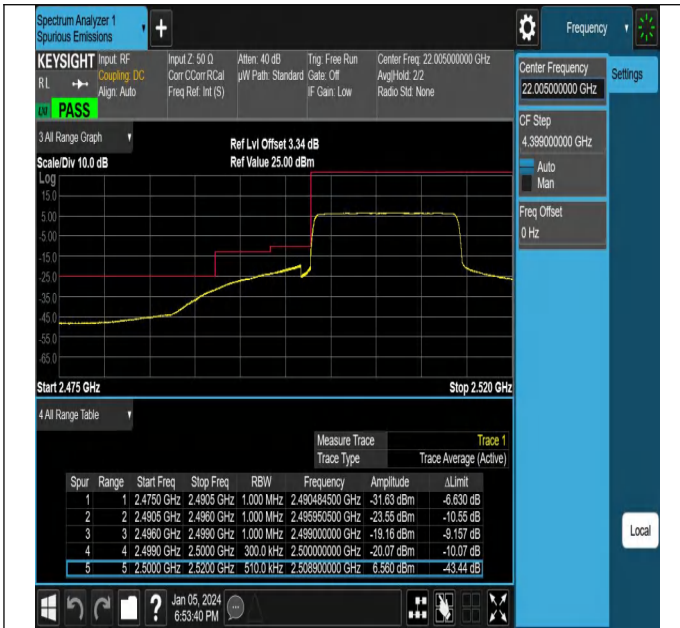 Spectrum Analyzer 1
Spurious Emissions
Frequency
KEYSIGHT Input: RF Input Z: 50 Ω Atten: 40 dB Trig: Free Run Center Freq: 22.005000000 GHz
RL Coupling: DC Corr CCorr RCal µW Path: Standard Gate: Off Avg|Hold: 2/2
Align: Auto Freq Ref: Int (S) IF Gain: Low Radio Std: None
PASS
Center Frequency
22.005000000 GHz
Settings
CF Step
4.399000000 GHz
Auto
Man
Freq Offset
0 Hz
3 All Range Graph
Ref Lvl Offset 3.34 dB
Scale/Div 10.0 dB Ref Value 25.00 dBm
Log
15.0
5.00
-5.00
-15.0
-25.0
-35.0
-45.0
-55.0
-65.0
Start 2.475 GHz Stop 2.520 GHz
4 All Range Table
Measure Trace Trace 1
Trace Type Trace Average (Active)
Spur Range Start Freq Stop Freq RBW Frequency Amplitude ΔLimit
1 1 2.4750 GHz 2.4905 GHz 1.000 MHz 2.490484500 GHz -31.63 dBm -6.630 dB
2 2 2.4905 GHz 2.4960 GHz 1.000 MHz 2.495950500 GHz -23.55 dBm -10.55 dB
3 3 2.4960 GHz 2.4990 GHz 1.000 MHz 2.499000000 GHz -19.16 dBm -9.157 dB
4 4 2.4990 GHz 2.5000 GHz 300.0 kHz 2.500000000 GHz -20.07 dBm -10.07 dB
5 5 2.5000 GHz 2.5200 GHz 510.0 kHz 2.508900000 GHz 6.560 dBm -43.44 dB
Local
Jan 05, 2024
6:53:40 PM